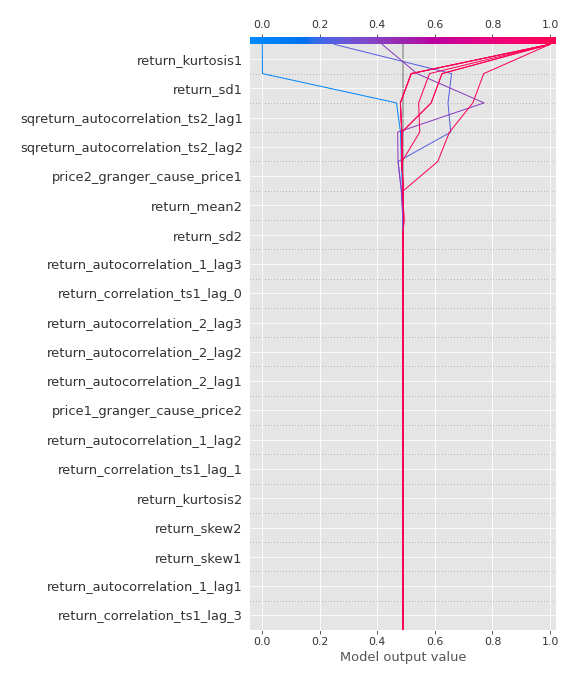 0.0 0.2 0.4 0.6 0.8 1.0
return_kurtosis1
return_sd1
sqreturn_autocorrelation_ts2_lag1
sqreturn_autocorrelation_ts2_lag2
price2_granger_cause_price1
return_mean2
return_sd2
return_autocorrelation_1_lag3
return_correlation_ts1_lag_0
return_autocorrelation_2_lag3
return_autocorrelation_2_lag2
return_autocorrelation_2_lag1
price1_granger_cause_price2
return_autocorrelation_1_lag2
return_correlation_ts1_lag_1
return_kurtosis2
return_skew2
return_skew1
return_autocorrelation_1_lag1
return_correlation_ts1_lag_3
0.0 0.2 0.4 0.6 0.8 1.0
Model output value